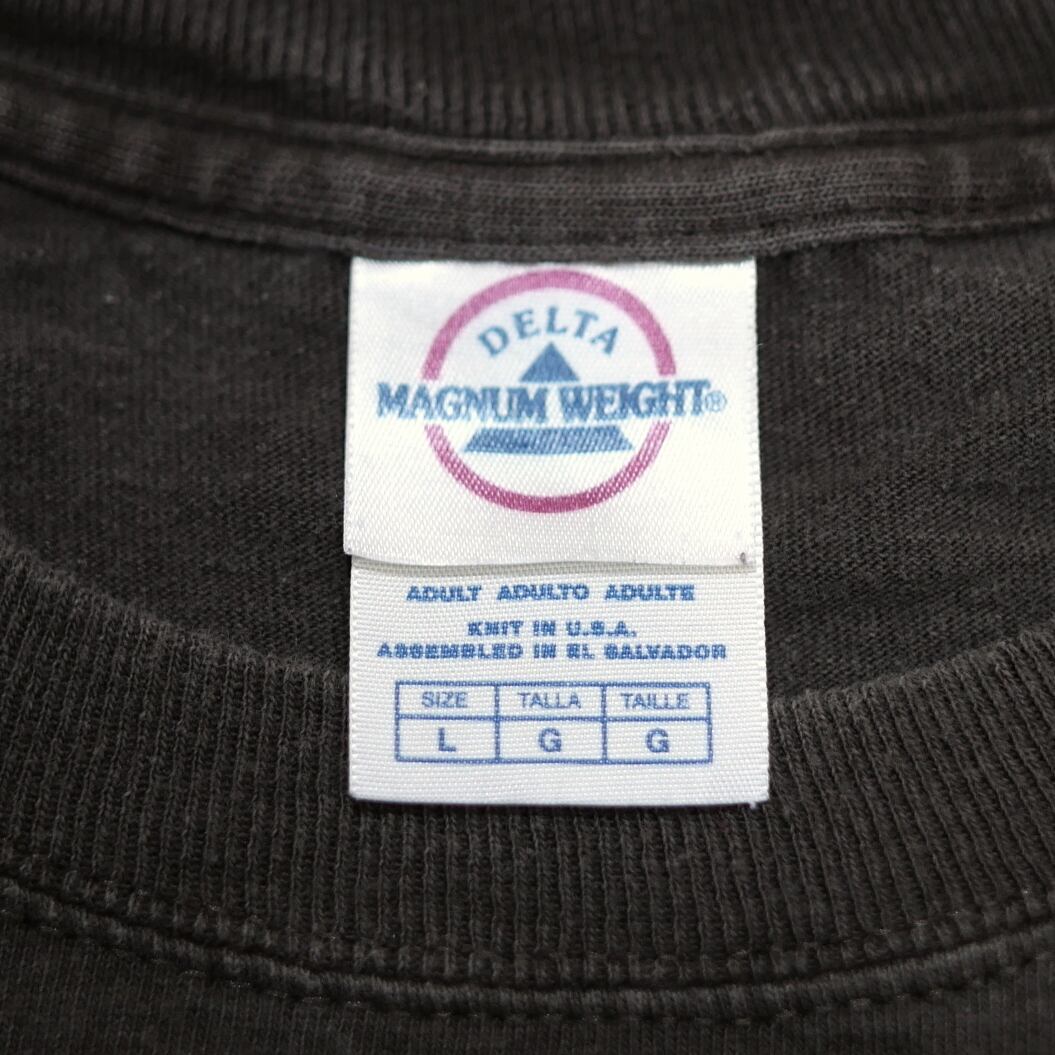 DELTA
MAGNUM WEIGHT®
ADULT ADULTO ADULTE
KNIT IN U.S.A.
ASSEMBLED IN EL SALVADOR
SIZE TALLA TAILLE
L G G